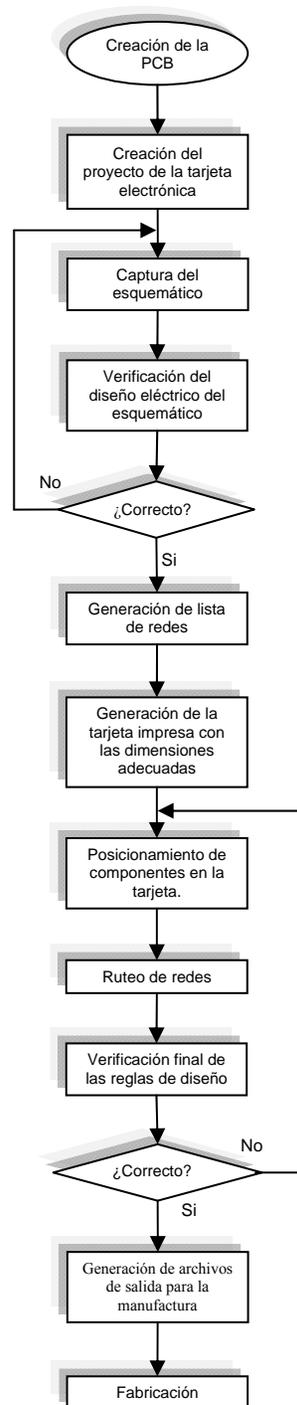 Creación de la
PCB
Creación del
proyecto de la tarjeta
electrónica
Captura del
esquemático
Verificación del
diseño eléctrico del
esquemático
No
¿Correcto?
Si
Generación de lista
de redes
Generación de la
tarjeta impresa con
las dimensiones
adecuadas
Posicionamiento de
componentes en la
tarjeta.
Ruteo de redes
Verificación final de
las reglas de diseño
No
¿Correcto?
Si
Generación de archivos
de salida para la
manufactura
Fabricación